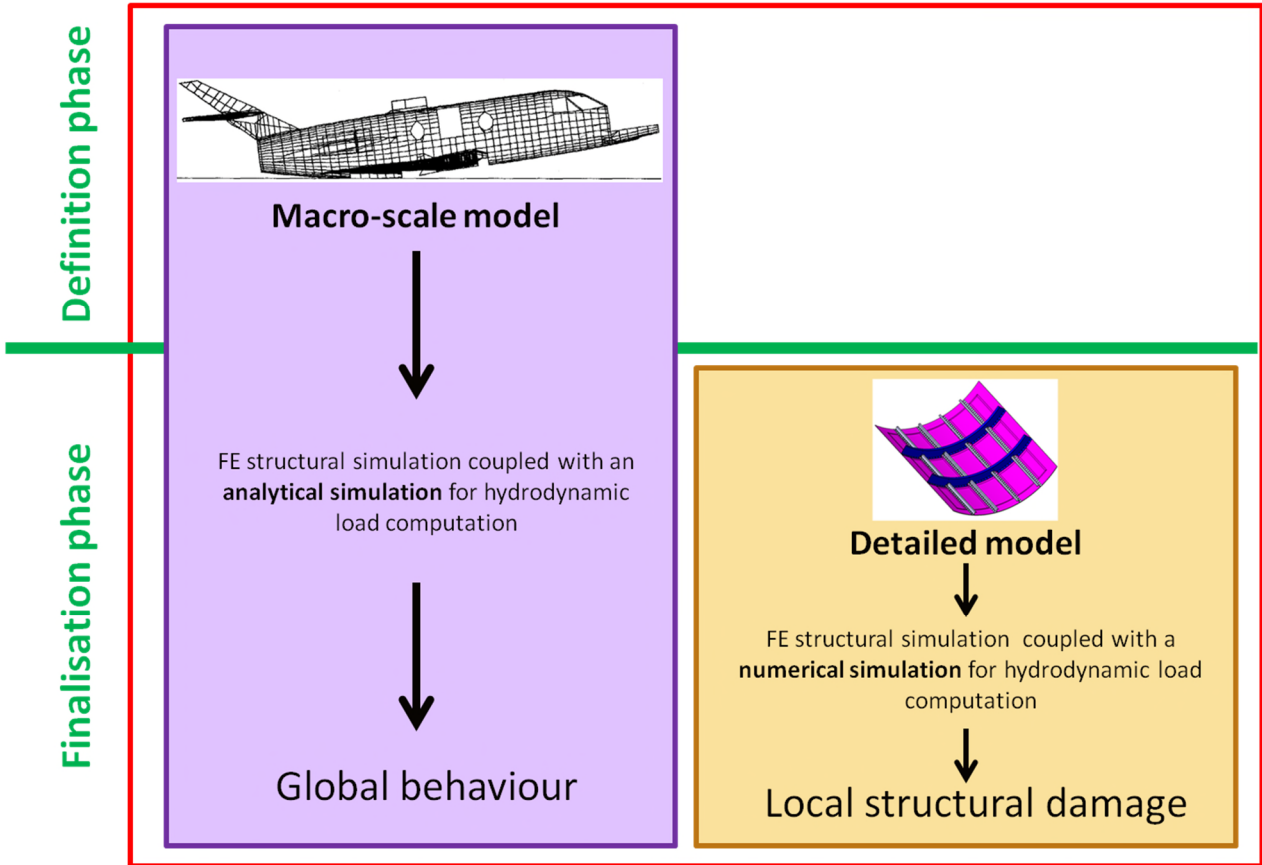 Definition phase
Macro-scale model
FE structural simulation coupled with an
analytical simulation for hydrodynamic
load computation
Global behaviour
Finalisation phase
Detailed model
FE structural simulation coupled with a
numerical simulation for hydrodynamic load
computation
Local structural damage